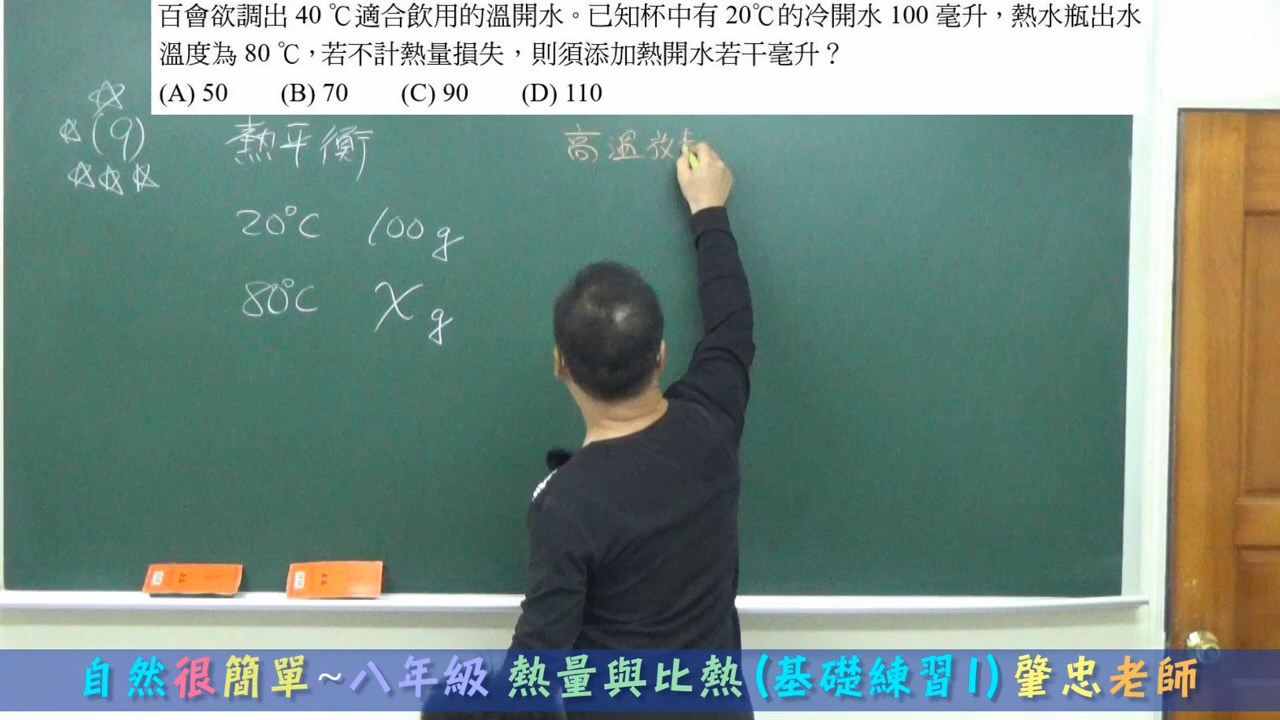 百會欲調出 40 ℃適合飲用的溫開水。已知杯中有 20℃的冷開水 100 毫升，熱水瓶出水
溫度為 80 ℃，若不計熱量損失，則須添加熱開水若干毫升？
(A) 50 (B) 70 (C) 90 (D) 110
(9) 熱平衡 高溫放
20℃ 100g
80℃ X g
自然很簡單~八年級 熱量與比熱(基礎練習1)肇忠老師